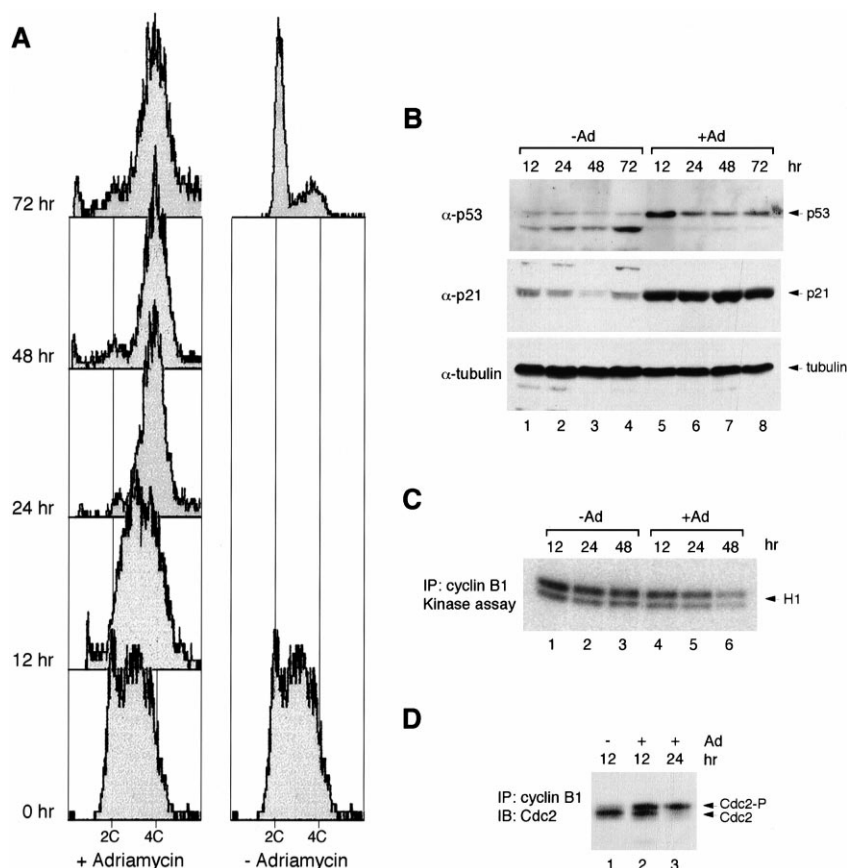 A
72 hr
48 hr
24 hr
12 hr
0 hr
2C 4C
+ Adriamycin
2C 4C
- Adriamycin
B
-Ad +Ad
12 24 48 72 12 24 48 72 hr
α-p53 p53
α-p21 p21
α-tubulin tubulin
1 2 3 4 5 6 7 8
C
-Ad +Ad
12 24 48 12 24 48 hr
IP: cyclin B1
Kinase assay H1
1 2 3 4 5 6
D
- + + Ad
12 12 24 hr
IP: cyclin B1 Cdc2-P
IB: Cdc2 Cdc2
1 2 3